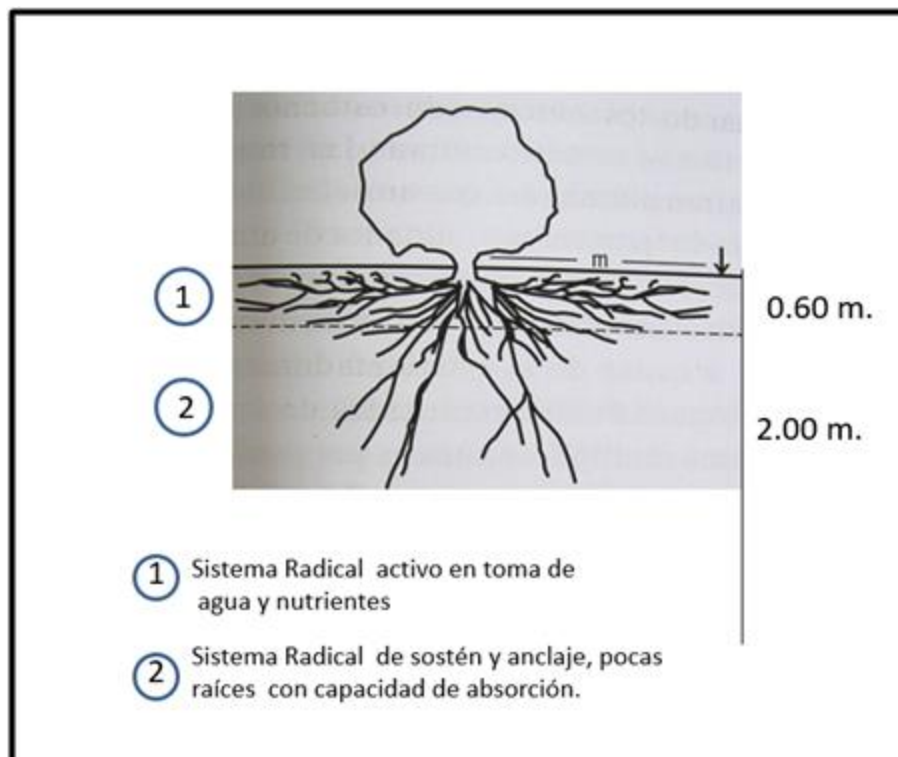 m
1
0.60 m.
2
2.00 m.
1 Sistema Radical activo en toma de
agua y nutrientes
2 Sistema Radical de sostén y anclaje, pocas
raíces con capacidad de absorción.